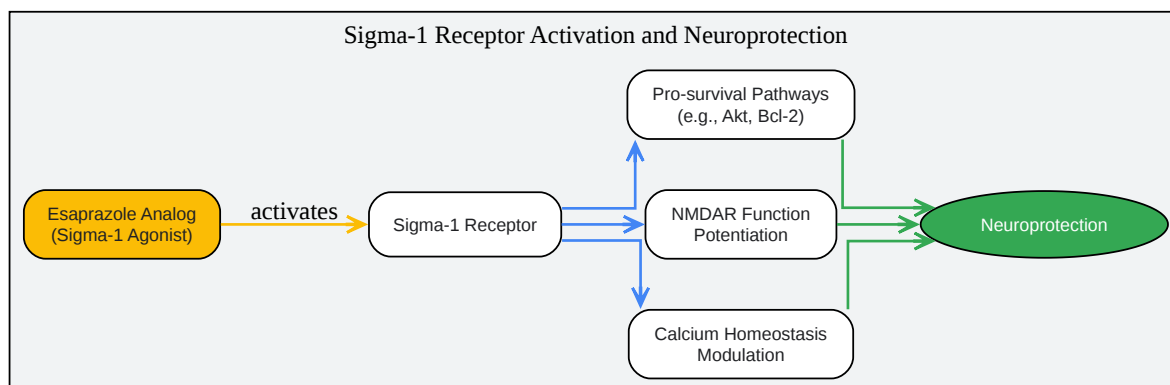 Sigma-1 Receptor Activation and Neuroprotection
Pro-survival Pathways
(e.g., Akt, Bcl-2)
Esaprazole Analog
(Sigma-1 Agonist)
activates
Sigma-1 Receptor
NMDAR Function
Potentiation
Neuroprotection
Calcium Homeostasis
Modulation